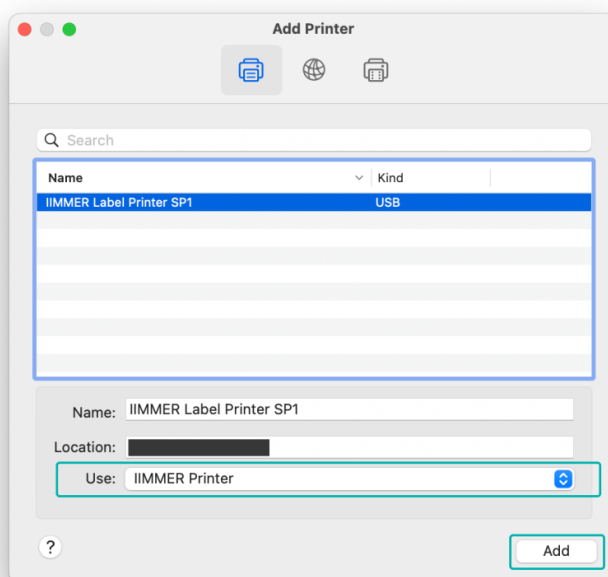 Add Printer
Search
Name Kind
IIMMER Label Printer SP1 USB
Name: IIMMER Label Printer SP1
Location:
Use: IIMMER Printer
? Add